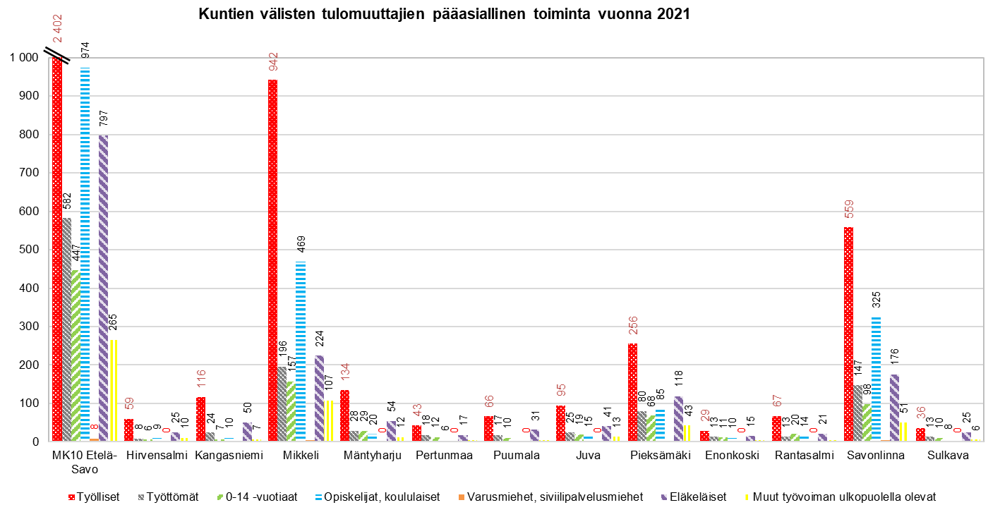 Kuntien välisten tulomuuttajien pääasiallinen toiminta vuonna 2021
1 000
900
800
700
600
500
400
300
200
100
0
2 402 582 447 974 8 797 265
59 8 6 9 0 25 10
116 24 7 10 50 7
942 196 157 469 224 107
134 28 29 20 0 54 12
43 18 12 6 0 17
66 17 10 0 31
95 25 19 15 0 41 13
256 80 68 85 118 43
29 13 11 10 0 15
67 13 20 14 0 21
559 147 98 325 176 51
36 13 10 8 0 25 6
MK10 Etelä-
Savo
Hirvensalmi
Kangasniemi
Mikkeli
Mäntyharju
Pertunmaa
Puumala
Juva
Pieksämäki
Enonkoski
Rantasalmi
Savonlinna
Sulkava
Työlliset Työttömät 0-14 -vuotiaat Opiskelijat, koululaiset Varusmiehet, siviilipalvelusmiehet Eläkeläiset Muut työvoiman ulkopuolella olevat